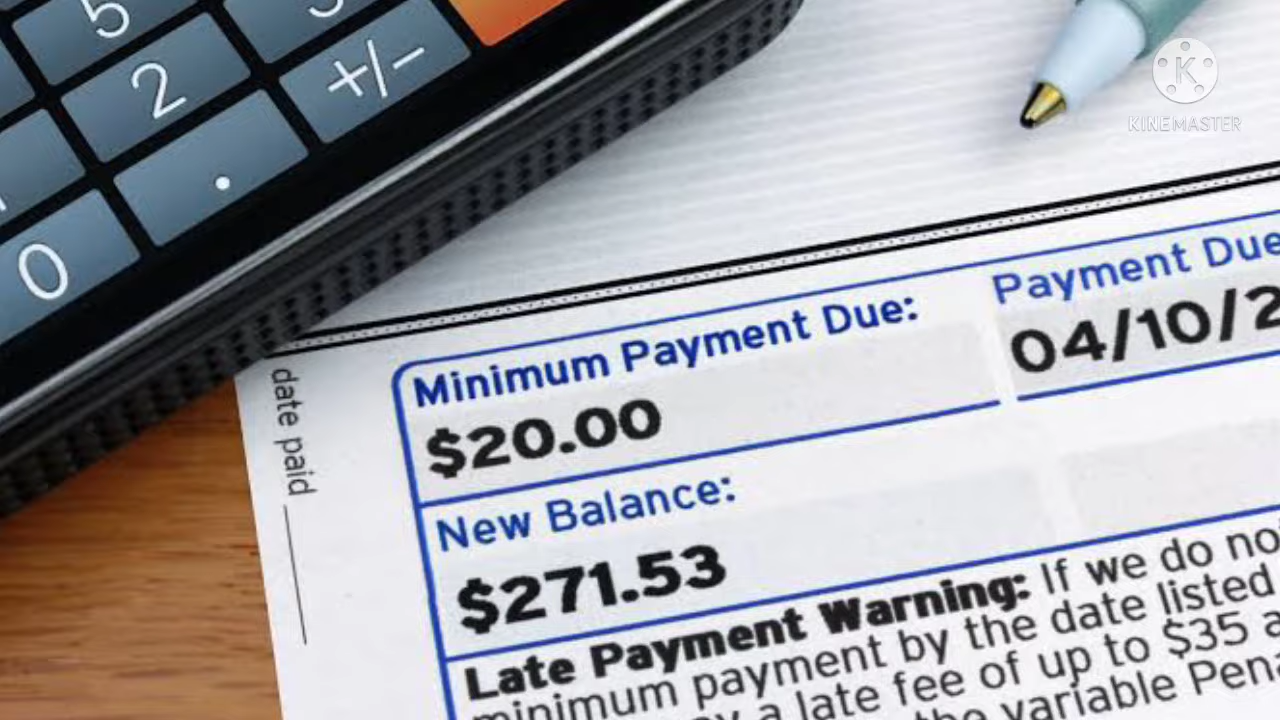 5
2
+/-
.
0
K
KINEMASTER
Payment Due
Minimum Payment Due:
04/10/2
$20.00
date paid
New Balance:
$271.53
Late Payment Warning: If we do no
minimum payment by the date listed
a late fee of up to $35 a
the variable Pen